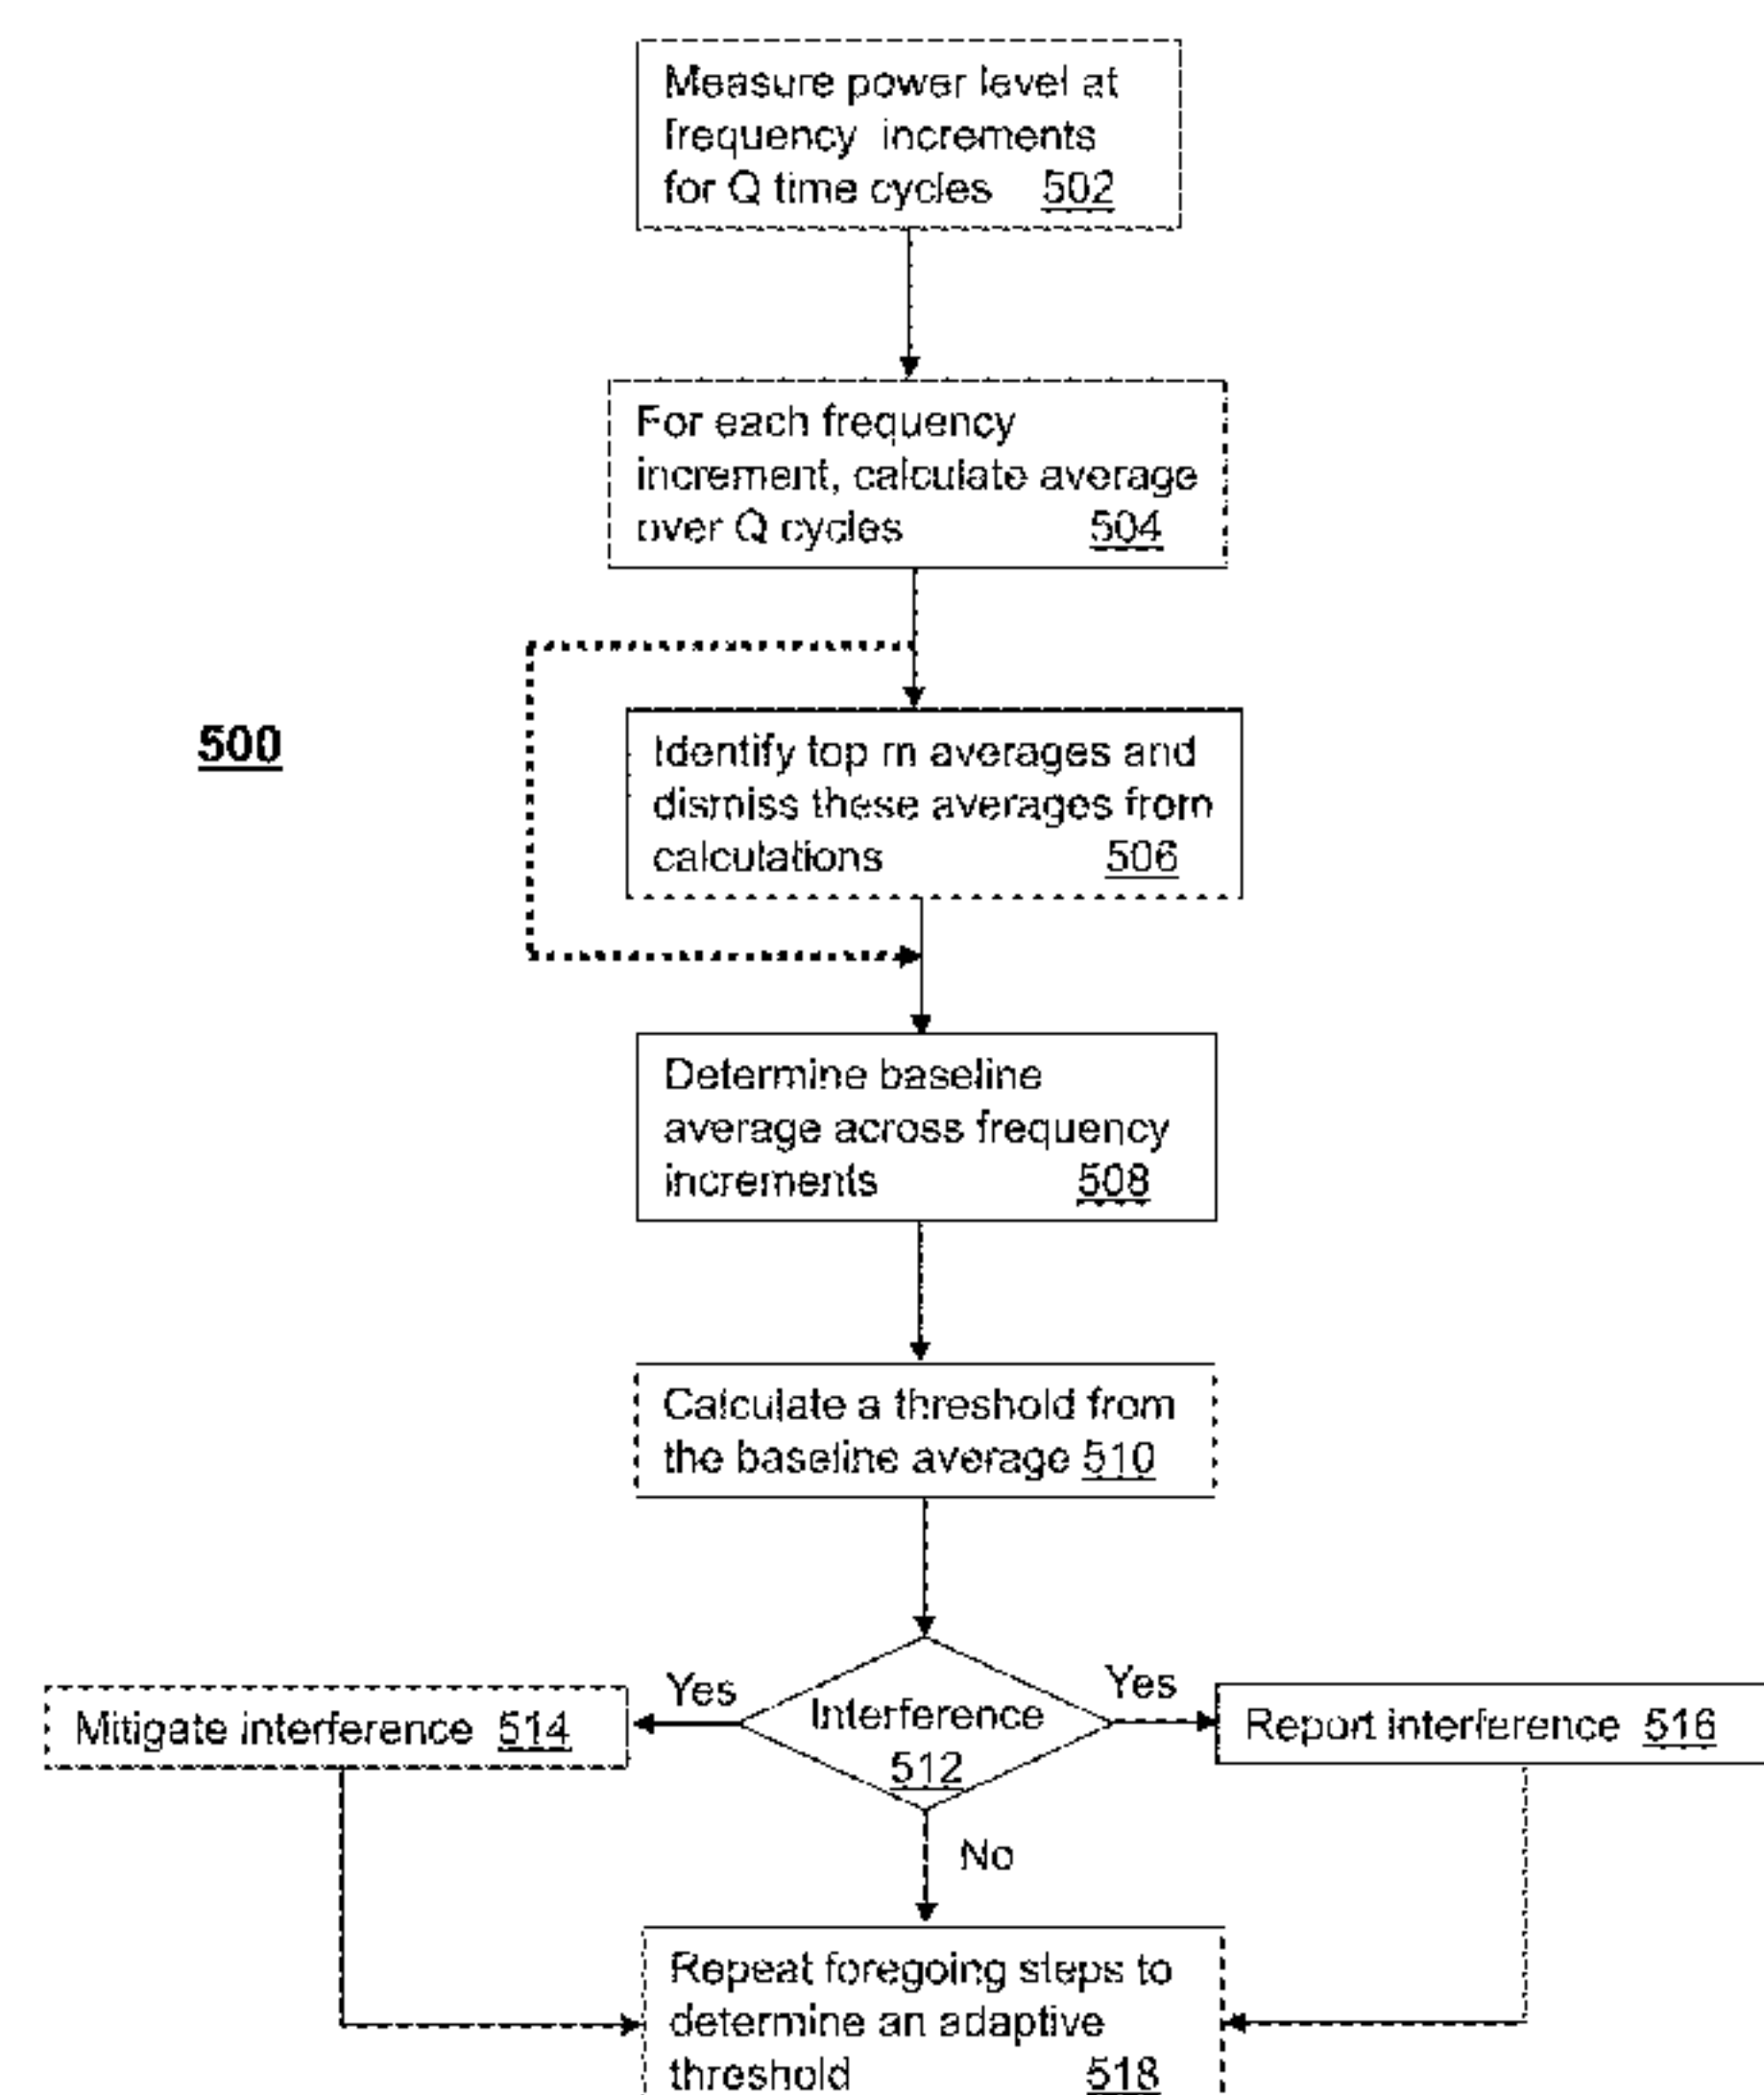 Measure power level at
frequency increments
for Q time cycles 502
For each frequency
increment, calculate average
over Q cycles 504
500
Identify top m averages and
dismiss these averages from
calculations 506
Determine baseline
average across frequency
increments 508
Calculate a threshold from
the baseline average 510
Yes
Interference
512
Yes
Mitigate interference 514
Report interference 516
No
Repeat foregoing steps to
determine an adaptive
threshold 518